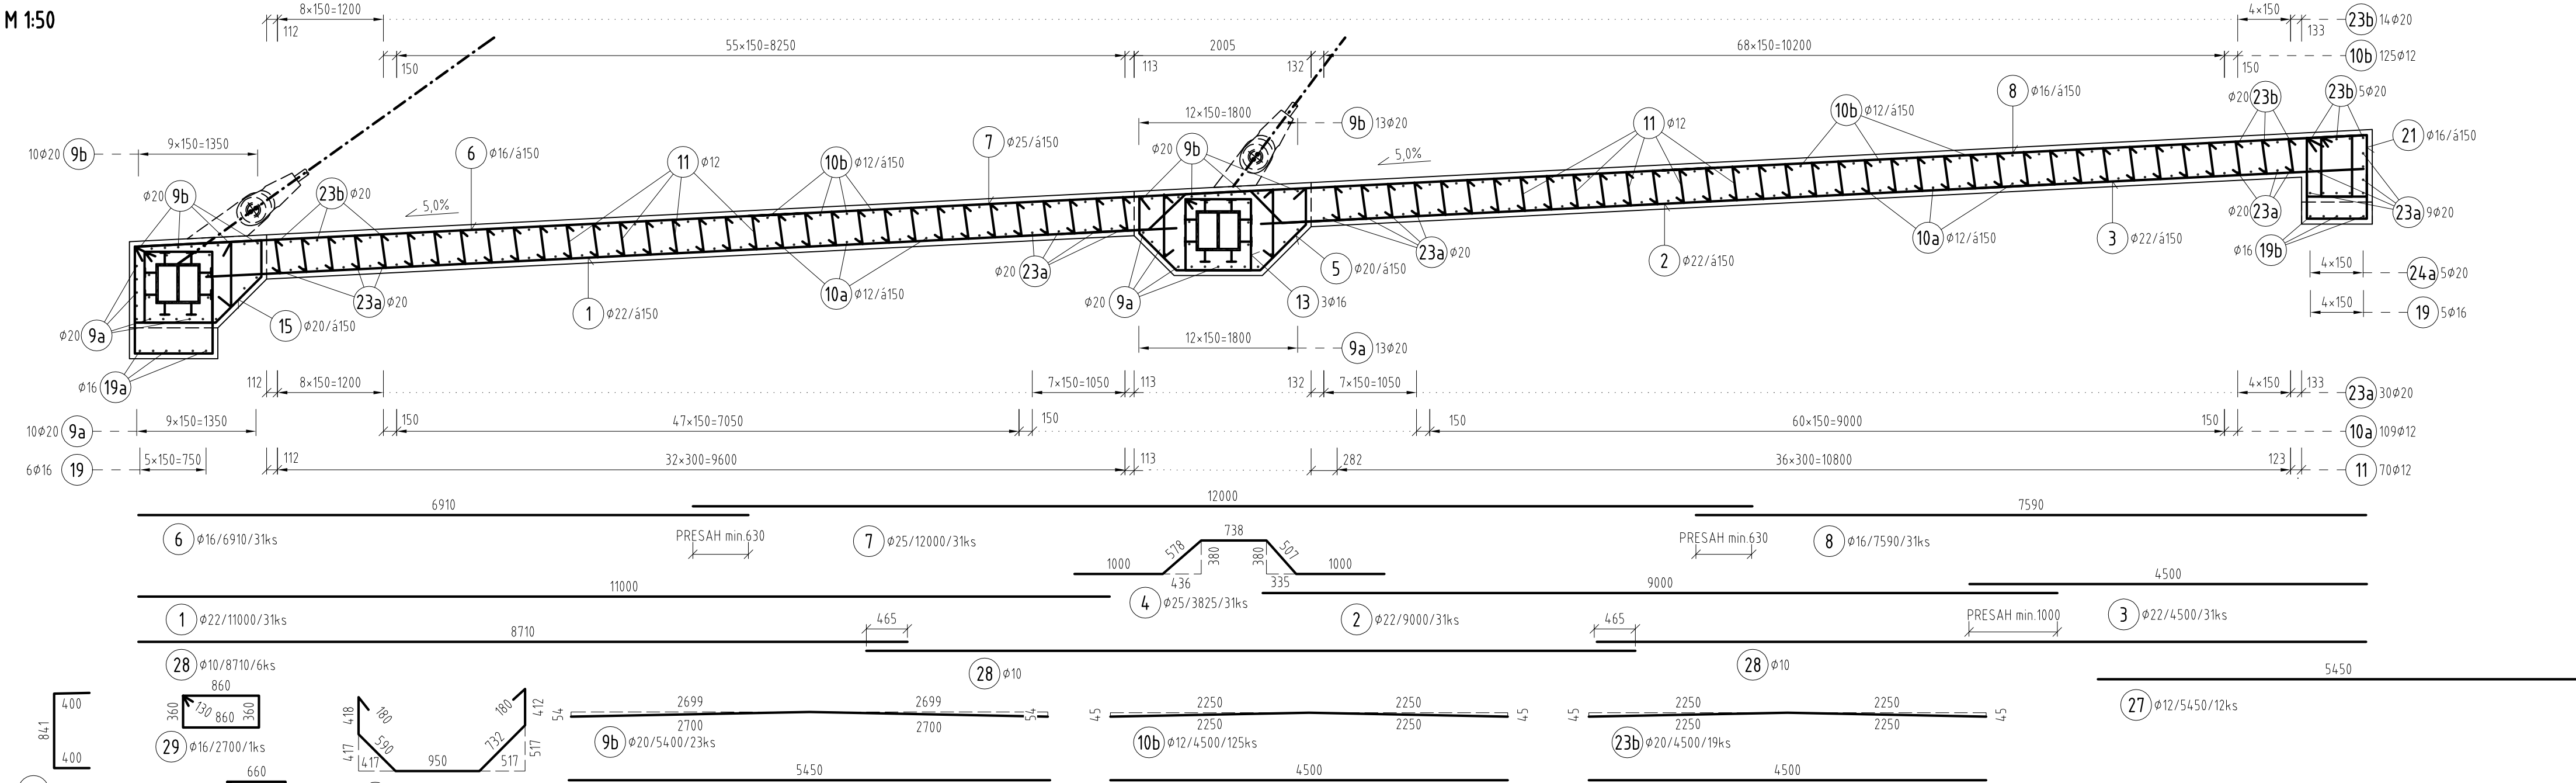 M 1:50
8×150=1200
112
4×150
133
23b 14ø20
55×150=8250
150
113
2005
132
68×150=10200
150
10b 125ø12
10ø20 9b
9×150=1350
6 ø16/á150
11 ø12
10b ø12/á150
7 ø25/á150
12×150=1800
9b 13ø20
ø20 9b
5,0%
11 ø12
10b ø12/á150
8 ø16/á150
ø20 23b
23b 5ø20
21 ø16/á150
ø20 9b
23b ø20
5,0%
ø20 9a
15 ø20/á150
23a ø20
1 ø22/á150
10a ø12/á150
ø20 23a
ø20 9a
13 3ø16
5 ø20/á150
23a ø20
2 ø22/á150
10a ø12/á150
3 ø22/á150
ø20 23a
ø16 19b
23a 9ø20
4×150
24a 5ø20
4×150
19 5ø16
ø16 19a
12×150=1800
9a 13ø20
112
8×150=1200
7×150=1050
113
132
7×150=1050
4×150
133
23a 30ø20
10ø20 9a
9×150=1350
150
47×150=7050
150
150
60×150=9000
150
10a 109ø12
6ø16 19
5×150=750
112
32×300=9600
113
282
36×300=10800
123
11 70ø12
6910
12000
7590
6 ø16/6910/31ks
PRESAH min.630
7 ø25/12000/31ks
PRESAH min.630
8 ø16/7590/31ks
1000
578
738
380
380
507
1000
436
335
4 ø25/3825/31ks
11000
9000
4500
1 ø22/11000/31ks
2 ø22/9000/31ks
PRESAH min.1000
3 ø22/4500/31ks
8710
465
465
28 ø10/8710/6ks
28 ø10
28 ø10
5450
27 ø12/5450/12ks
400
841
400
860
360
130
860
360
29 ø16/2700/1ks
660
418
180
417
590
417
950
732
517
517
180
412
54
2699
2699
54
2700
2700
9b ø20/5400/23ks
5450
45
2250
2250
45
2250
2250
10b ø12/4500/125ks
4500
45
2250
2250
45
2250
2250
23b ø20/4500/19ks
4500